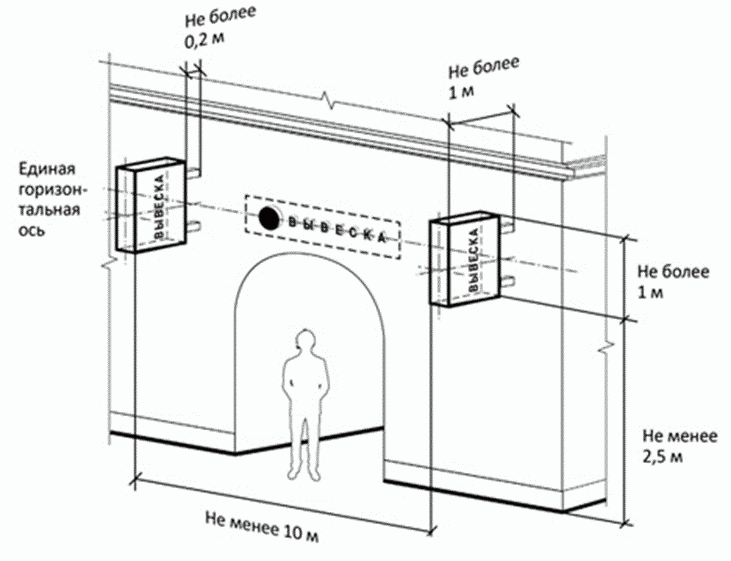 Не более
0,2 м
Не более
1 м
Единая
горизон-
тальная
ось
ВЫВЕСКА
ВЫВЕСКА
ВЫВЕСКА
Не более
1 м
Не менее
2,5 м
Не менее 10 м